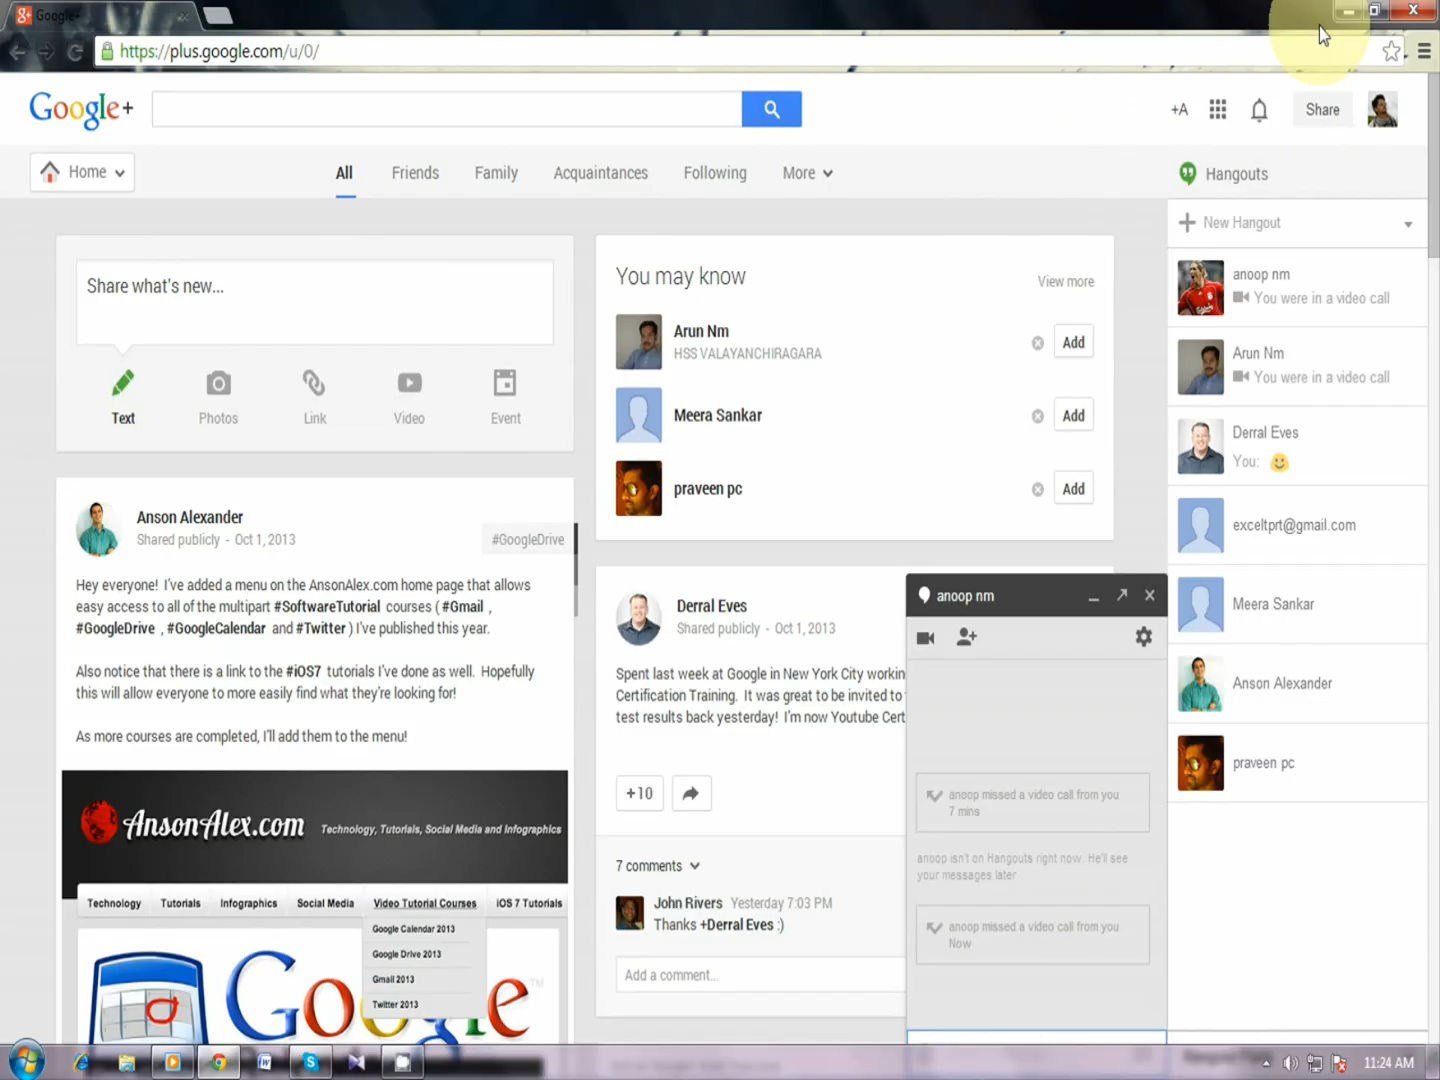 Google+
https://plus.google.com/u/0/
Google+
+A
Share
Home
All
Friends
Family
Acquaintances
Following
More
Hangouts
New Hangout
Share what's new...
Text
Photos
Link
Video
Event
You may know
View more
Arun Nm
HSS VALAYANCHIRAGARA
Add
Meera Sankar
Add
praveen pc
Add
anoop nm
You were in a video call
Arun Nm
You were in a video call
Derral Eves
You:
exceltprt@gmail.com
Meera Sankar
Anson Alexander
praveen pc
Anson Alexander
Shared publicly - Oct 1, 2013
#GoogleDrive
Hey everyone! I've added a menu on the AnsonAlex.com home page that allows
easy access to all of the multipart #SoftwareTutorial courses ( #Gmail ,
#GoogleDrive , #GoogleCalendar and #Twitter ) I've published this year.
Also notice that there is a link to the #iOS7 tutorials I've done as well. Hopefully
this will allow everyone to more easily find what they're looking for!
As more courses are completed, I'll add them to the menu!
AnsonAlex.com
Technology, Tutorials, Social Media and Infographics
Technology
Tutorials
Infographics
Social Media
Video Tutorial Courses
iOS 7 Tutorials
Google Calendar 2013
Google Drive 2013
Gmail 2013
Twitter 2013
Google
TM
Derral Eves
Shared publicly - Oct 1, 2013
Spent last week at Google in New York City workin
Certification Training. It was great to be invited to
test results back yesterday! I'm now Youtube Cert
+10
7 comments
John Rivers Yesterday 7:03 PM
Thanks +Derral Eves :)
Add a comment...
anoop nm
anoop missed a video call from you
7 mins
anoop isn't on Hangouts right now. He'll see
your messages later
anoop missed a video call from you
Now
11:24 AM